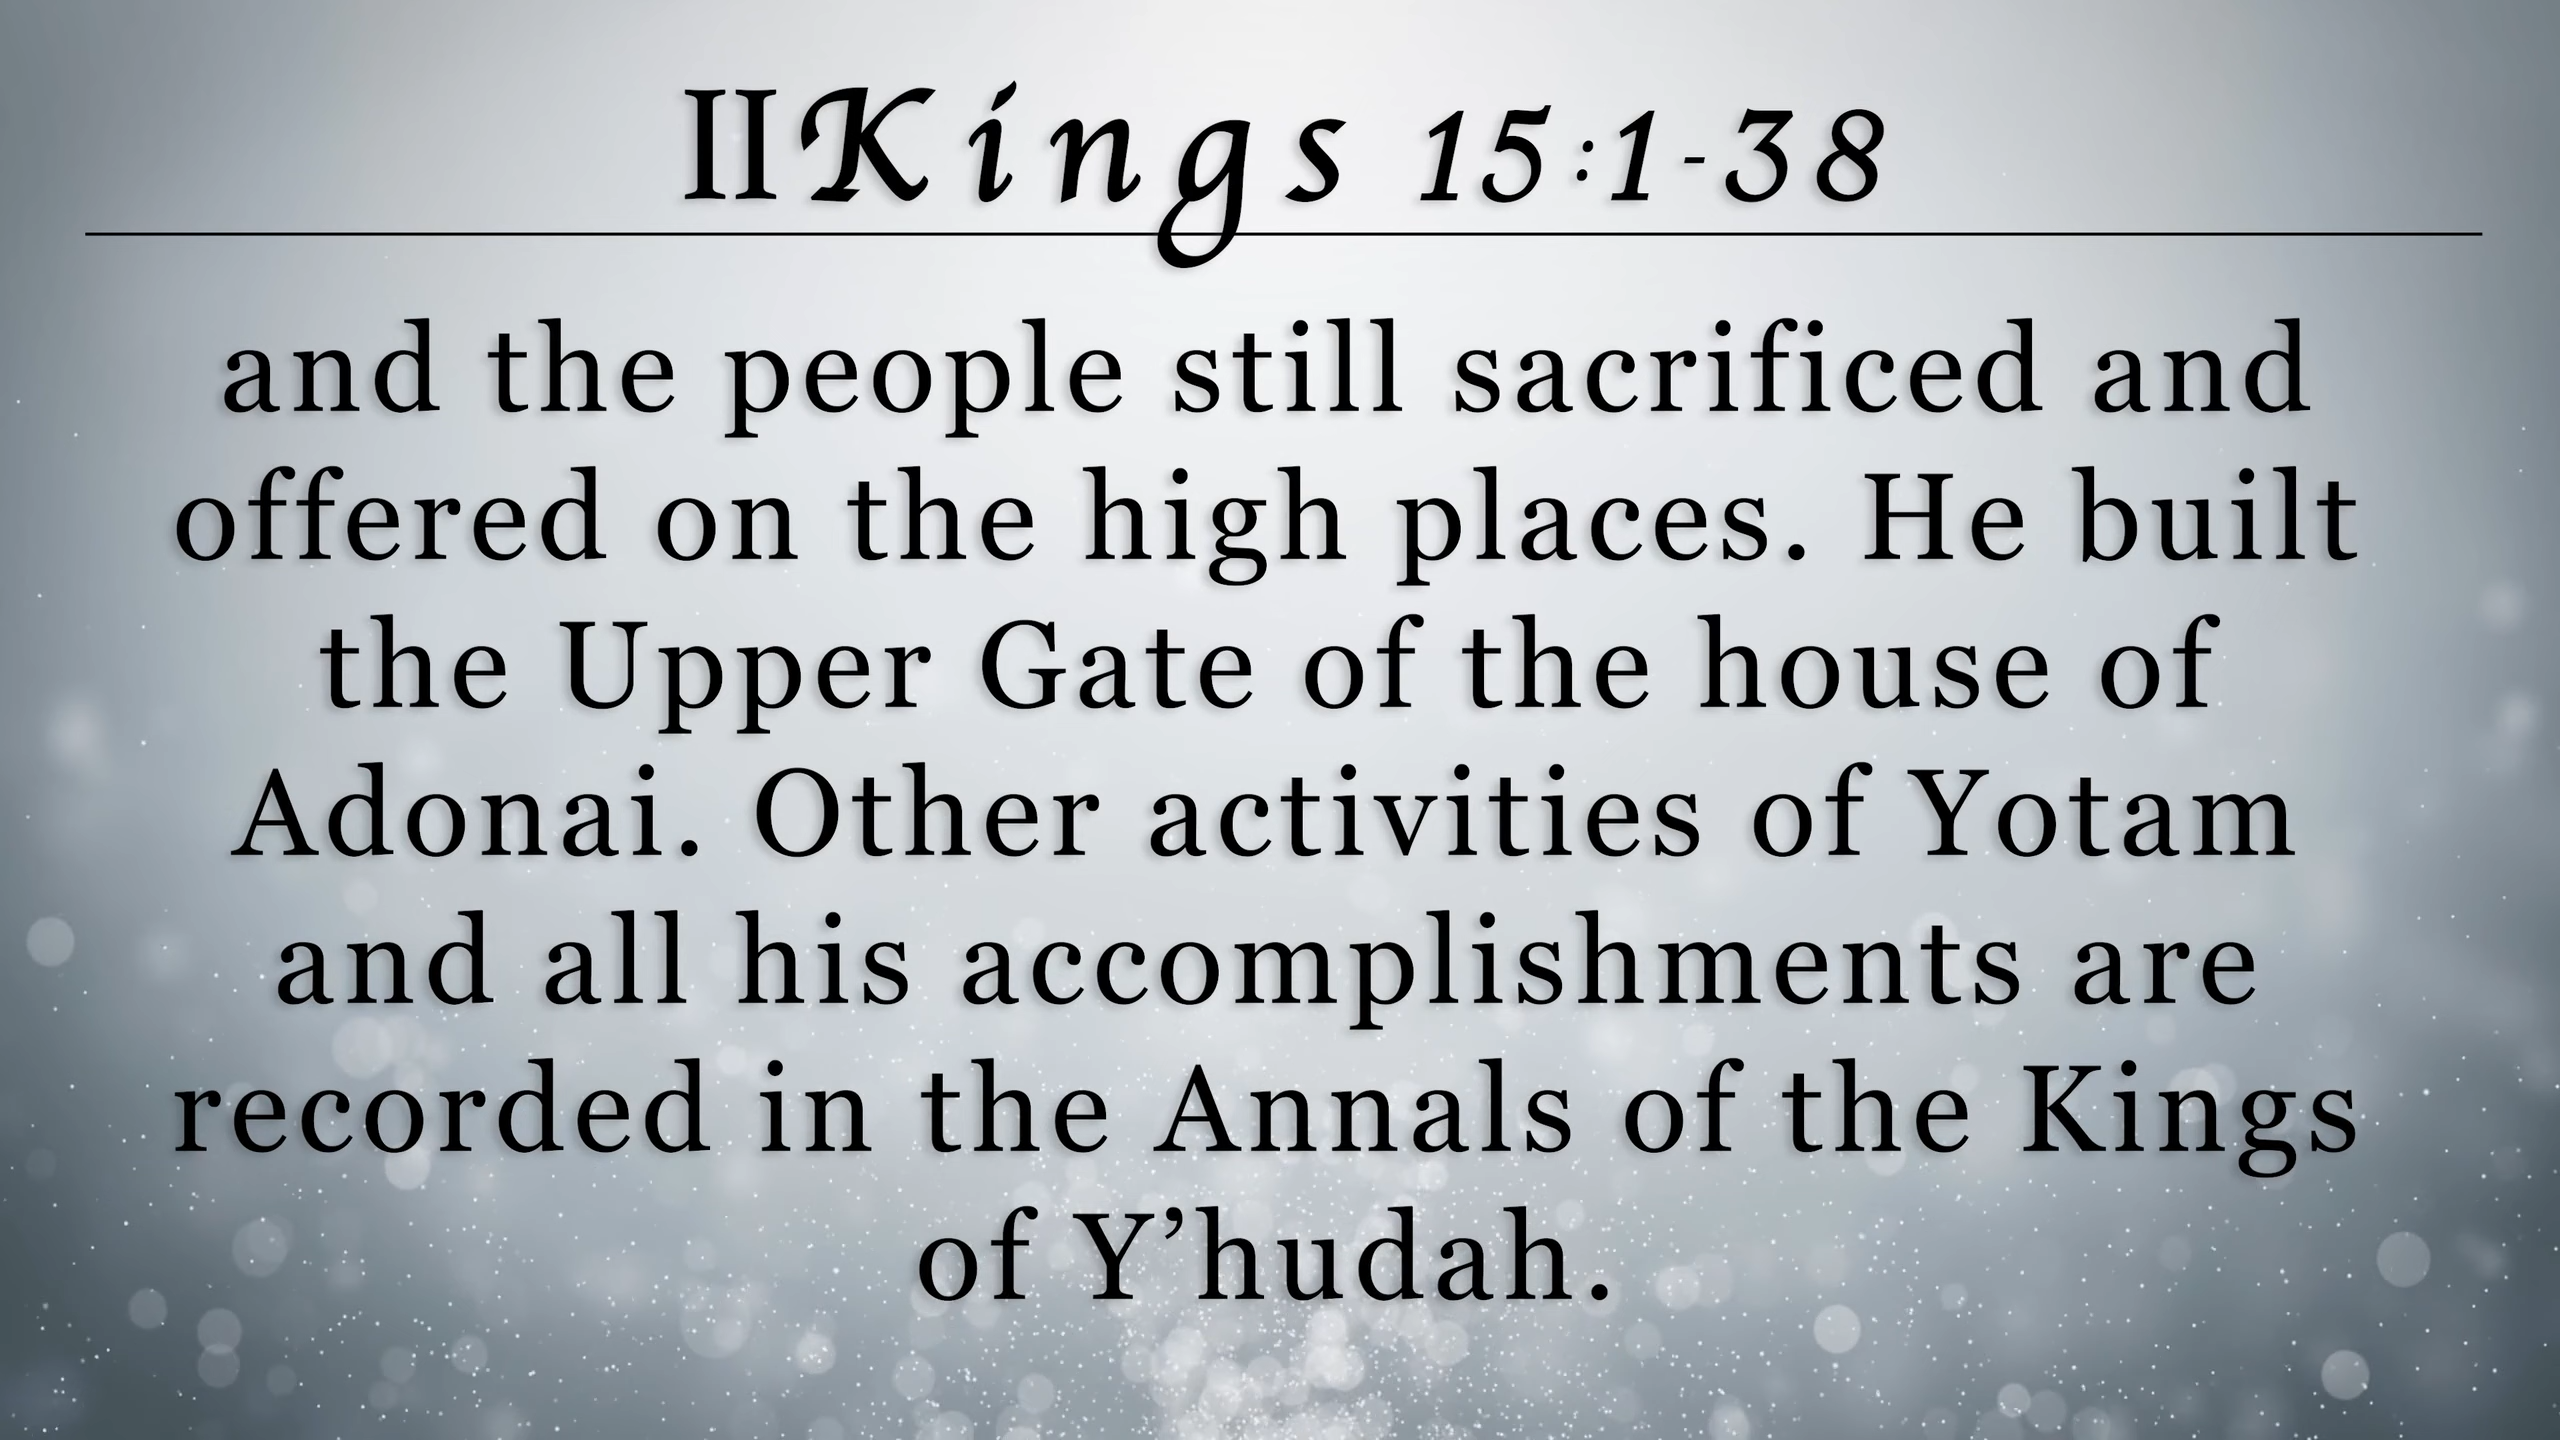 II Kings 15:1-38
and the people still sacrificed and
offered on the high places. He built
the Upper Gate of the house of
Adonai. Other activities of Yotam
and all his accomplishments are
recorded in the Annals of the Kings
of Y’hudah.